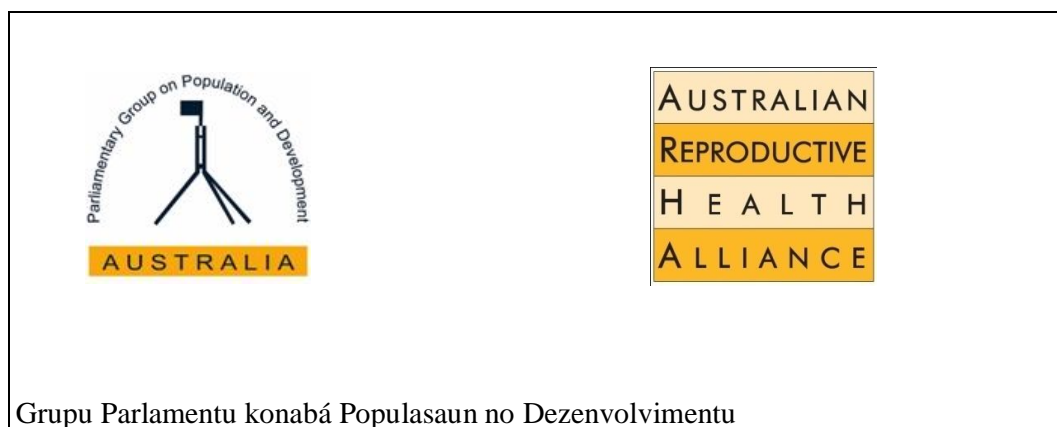 Parliamentary Group on Population and Development
AUSTRALIA
AUSTRALIAN
REPRODUCTIVE
HEALTH
ALLIANCE
Grupu Parlamentu konabá Populasaun no Dezenvolvimentu